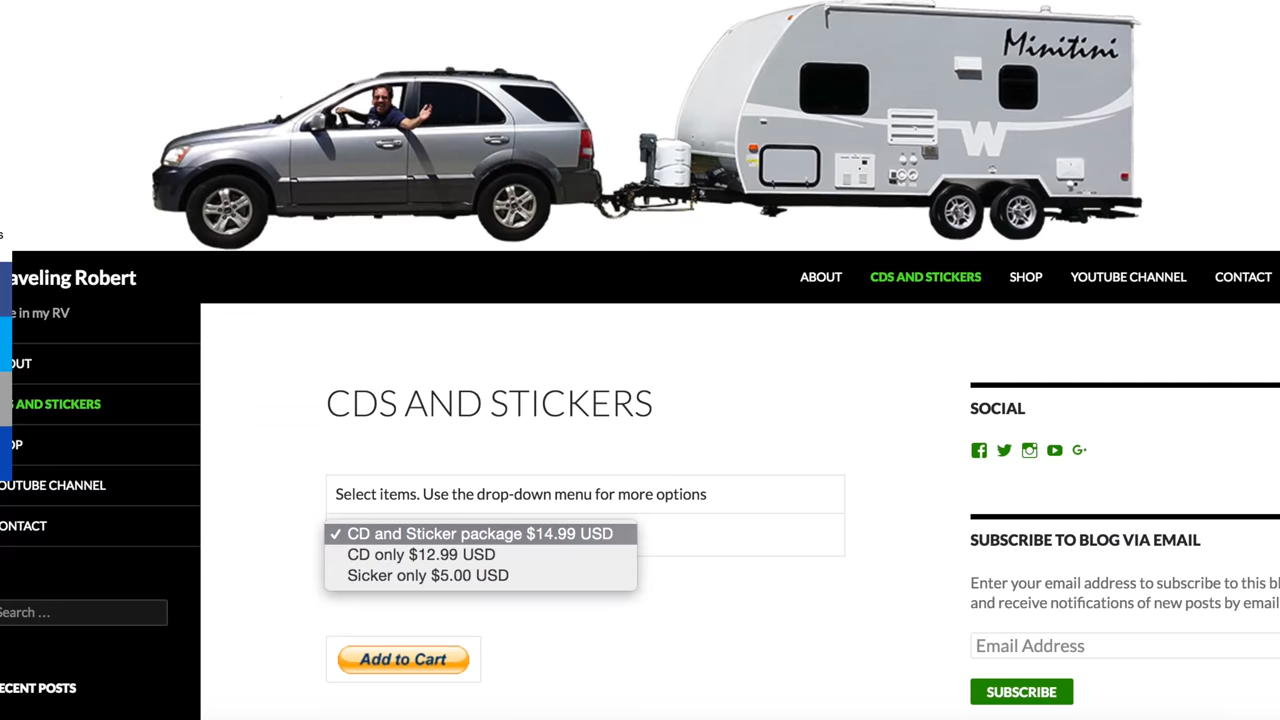 Minitini
W
s
aveling Robert
ABOUT
CDS AND STICKERS
SHOP
YOUTUBE CHANNEL
CONTACT
e in my RV
OUT
S AND STICKERS
OP
OUTUBE CHANNEL
ONTACT
Search ...
ECENT POSTS
CDS AND STICKERS
Select items. Use the drop-down menu for more options
✓ CD and Sticker package $14.99 USD
CD only $12.99 USD
Sicker only $5.00 USD
Add to Cart
SOCIAL
SUBSCRIBE TO BLOG VIA EMAIL
Enter your email address to subscribe to this bl
and receive notifications of new posts by email
Email Address
SUBSCRIBE